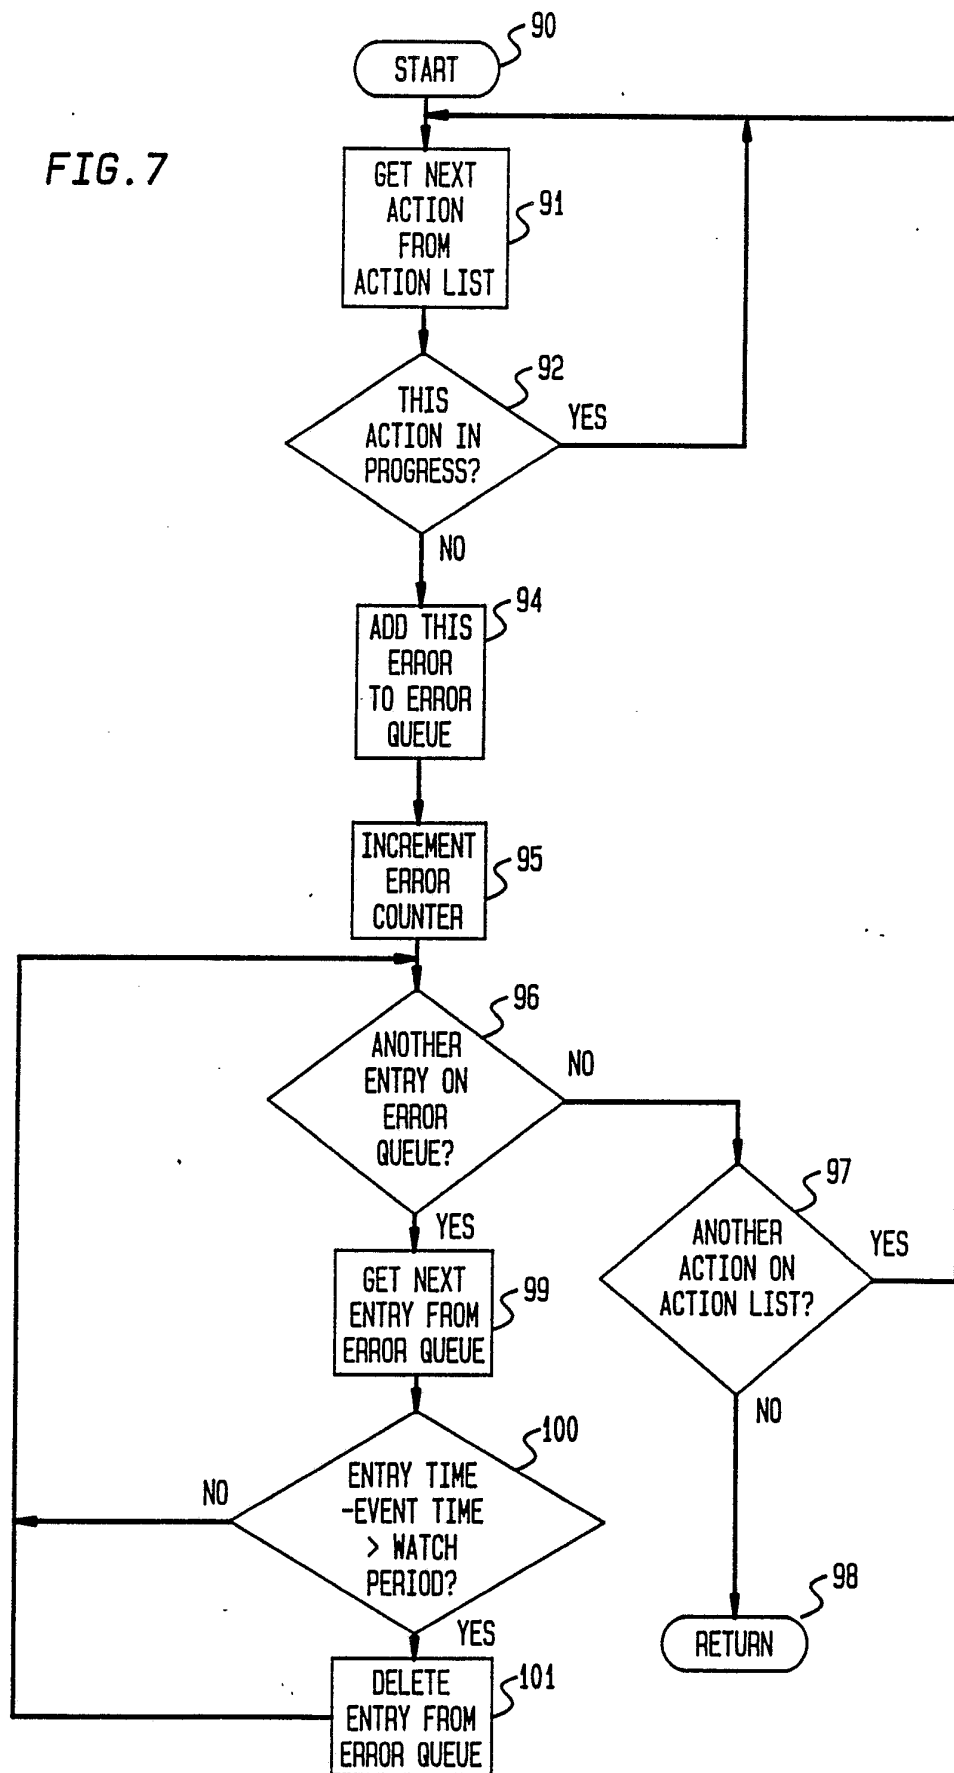 90
START
FIG.7
GET NEXT
ACTION
FROM
ACTION LIST
91
92
THIS
ACTION IN
PROGRESS?
YES
NO
94
ADD THIS
ERROR
TO ERROR
QUEUE
INCREMENT
ERROR
COUNTER
95
96
ANOTHER
ENTRY ON
ERROR
QUEUE?
NO
YES
97
ANOTHER
ACTION ON
ACTION LIST?
YES
NO
GET NEXT
ENTRY FROM
ERROR QUEUE
99
100
ENTRY TIME
-EVENT TIME
> WATCH
PERIOD?
NO
YES
98
RETURN
DELETE
ENTRY FROM
ERROR QUEUE
101